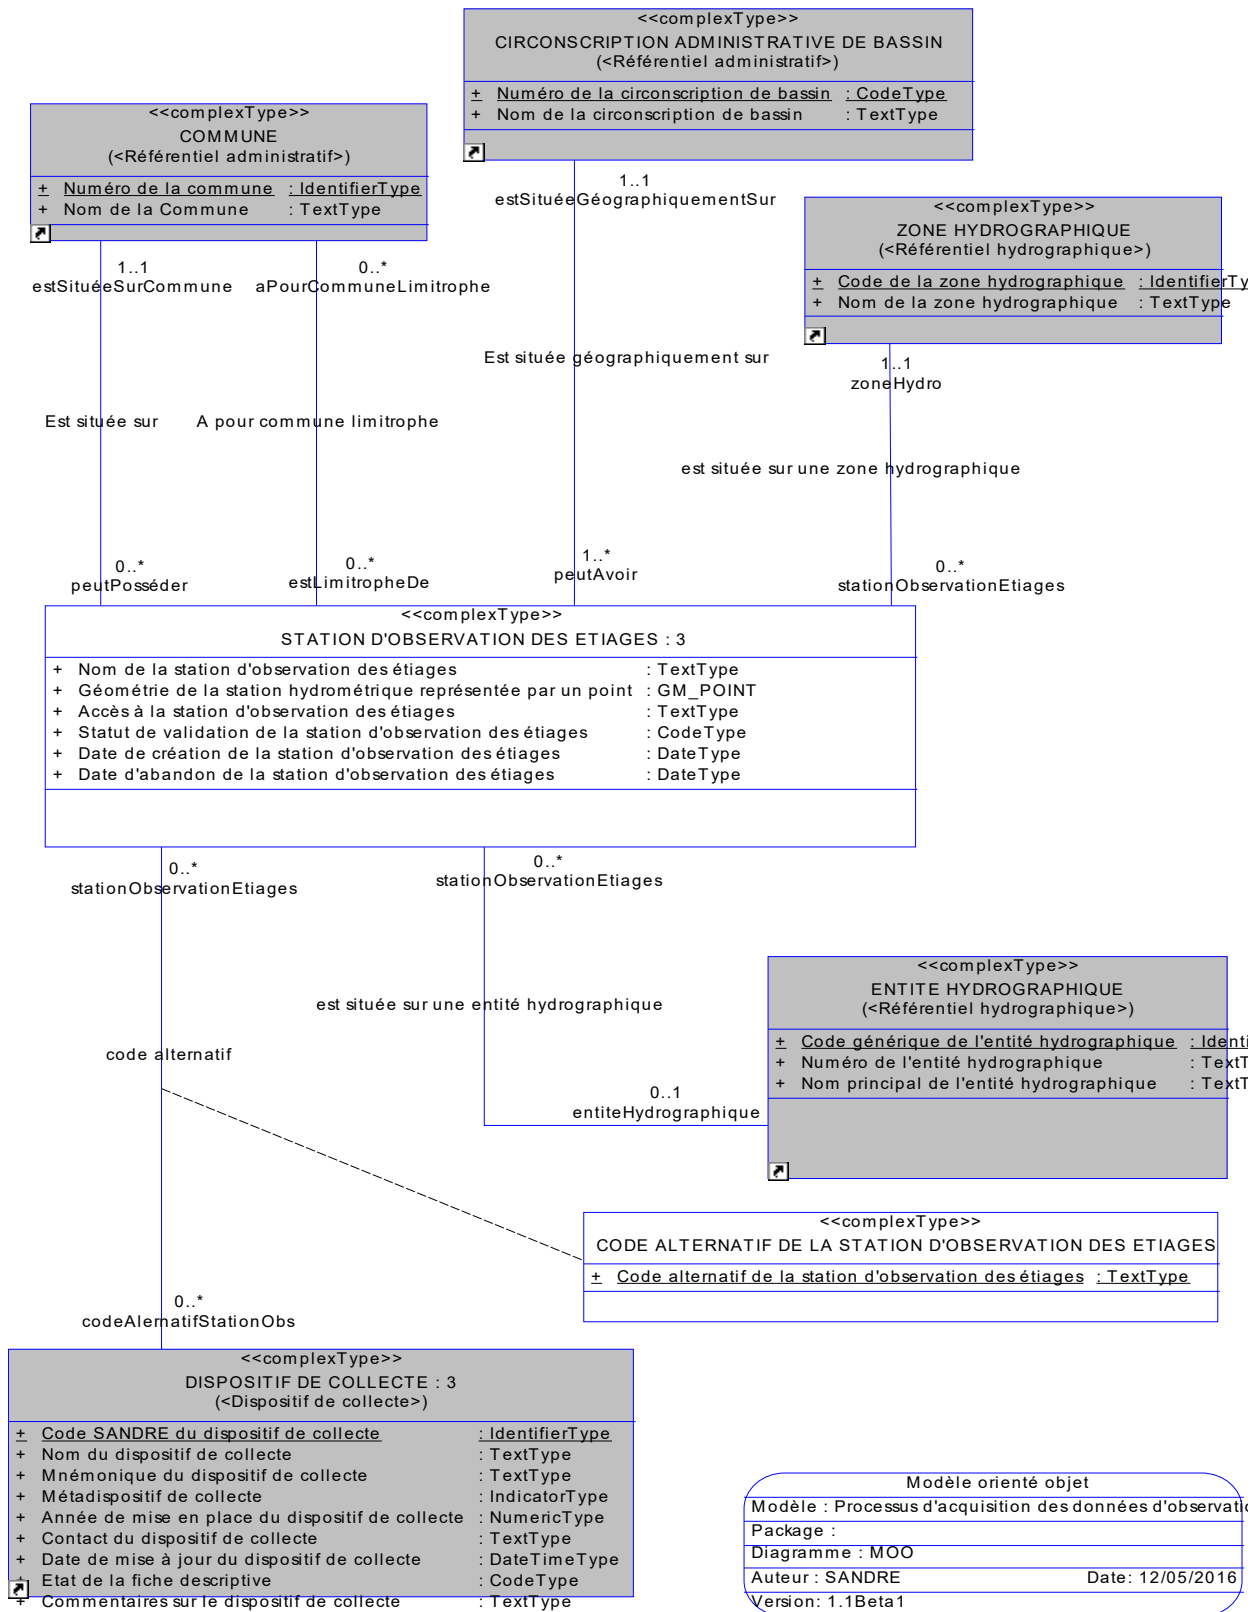 <<complexType>>
CIRCONSCRIPTION ADMINISTRATIVE DE BASSIN
(<Référentiel administratif>)
+ Numéro de la circonscription de bassin : CodeType
+ Nom de la circonscription de bassin : TextType
<<complexType>>
COMMUNE
(<Référentiel administratif>)
+ Numéro de la commune : IdentifierType
+ Nom de la Commune : TextType
1..1
estSituéeGéographiquementSur
<<complexType>>
ZONE HYDROGRAPHIQUE
(<Référentiel hydrographique>)
+ Code de la zone hydrographique : IdentifierTy
+ Nom de la zone hydrographique : TextType
1..1
estSituéeSurCommune
0..*
aPourCommuneLimitrophe
Est située géographiquement sur
1..1
zoneHydro
Est située sur
A pour commune limitrophe
est située sur une zone hydrographique
0..*
peutPosséder
0..*
estLimitropheDe
1..*
peutAvoir
0..*
stationObservationEtiages
<<complexType>>
STATION D'OBSERVATION DES ETIAGES : 3
+ Nom de la station d'observation des étiages : TextType
+ Géométrie de la station hydrométrique représentée par un point : GM_POINT
+ Accès à la station d'observation des étiages : TextType
+ Statut de validation de la station d'observation des étiages : CodeType
+ Date de création de la station d'observation des étiages : DateType
+ Date d'abandon de la station d'observation des étiages : DateType
0..*
stationObservationEtiages
0..*
stationObservationEtiages
<<complexType>>
ENTITE HYDROGRAPHIQUE
(<Référentiel hydrographique>)
+ Code générique de l'entité hydrographique : Identi
+ Numéro de l'entité hydrographique : TextT
+ Nom principal de l'entité hydrographique : TextT
est située sur une entité hydrographique
code alternatif
0..1
entiteHydrographique
<<complexType>>
CODE ALTERNATIF DE LA STATION D'OBSERVATION DES ETIAGES
+ Code alternatif de la station d'observation des étiages : TextType
0..*
codeAlernatifStationObs
<<complexType>>
DISPOSITIF DE COLLECTE : 3
(<Dispositif de collecte>)
+ Code SANDRE du dispositif de collecte : IdentifierType
+ Nom du dispositif de collecte : TextType
+ Mnémonique du dispositif de collecte : TextType
+ Métadispositif de collecte : IndicatorType
+ Année de mise en place du dispositif de collecte : NumericType
+ Contact du dispositif de collecte : TextType
+ Date de mise à jour du dispositif de collecte : DateTimeType
+ Etat de la fiche descriptive : CodeType
+ Commentaires sur le dispositif de collecte : TextType
Modèle orienté objet
Modèle : Processus d'acquisition des données d'observatio
Package :
Diagramme : MOO
Auteur : SANDRE Date: 12/05/2016
Version: 1.1Beta1